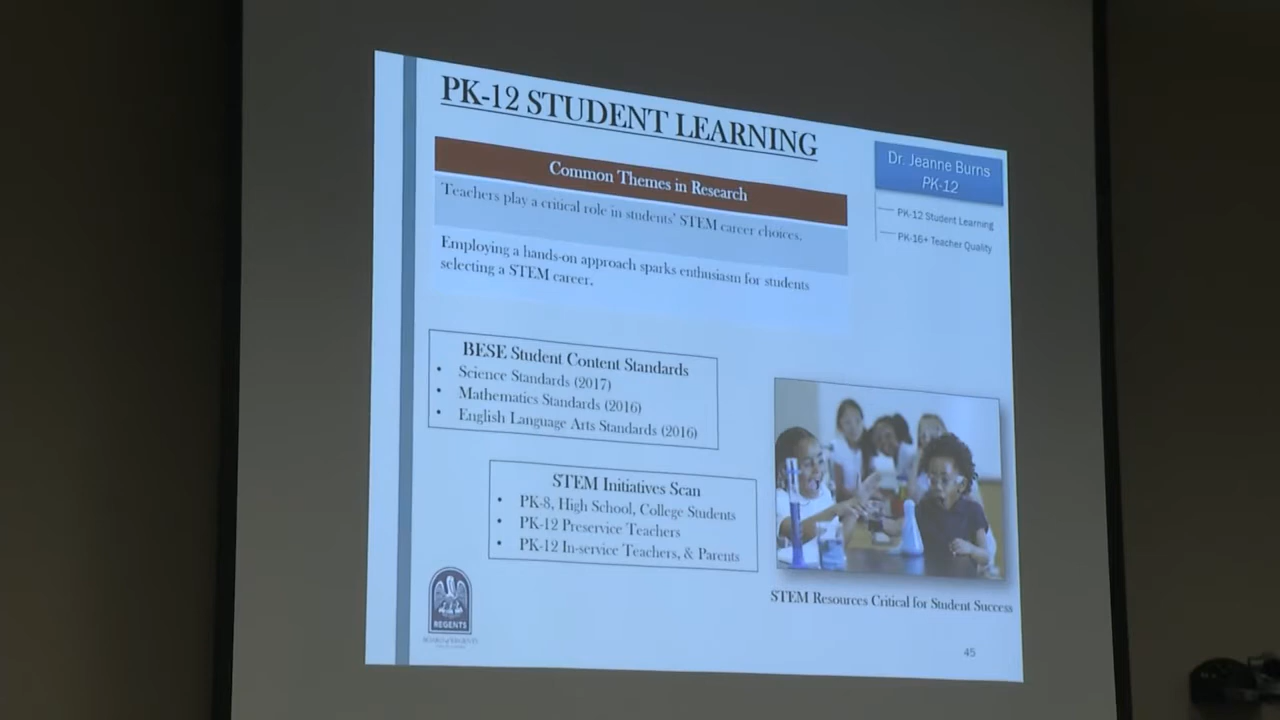 PK-12 STUDENT LEARNING
Common Themes in Research
Teachers play a critical role in students' STEM career choices.
Employing a hands-on approach sparks enthusiasm for students
selecting a STEM career.
Dr. Jeanne Burns
PK-12
PK-12 Student Learning
PK-16+ Teacher Quality
BESE Student Content Standards
• Science Standards (2017)
• Mathematics Standards (2016)
• English Language Arts Standards (2016)
STEM Initiatives Scan
• PK-8, High School, College Students
• PK-12 Preservice Teachers
• PK-12 In-service Teachers, & Parents
STEM Resources Critical for Student Success
REGENTS
45